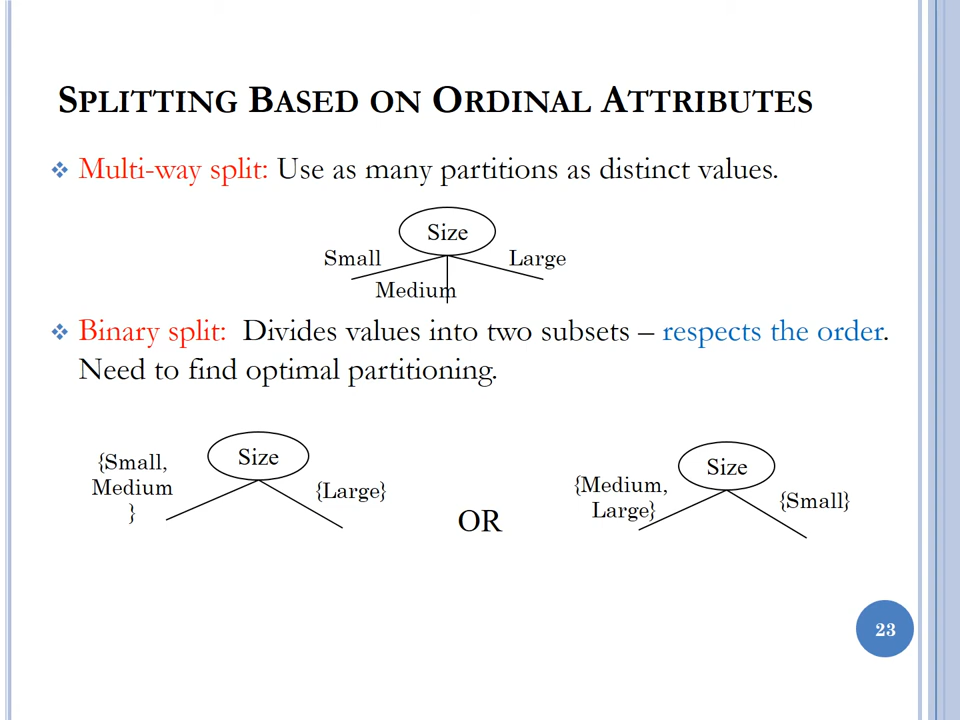 SPLITTING BASED ON ORDINAL ATTRIBUTES
Multi-way split: Use as many partitions as distinct values.
Size
Small
Large
Medium
Binary split: Divides values into two subsets – respects the order.
Need to find optimal partitioning.
{Small,
Medium
}
Size
{Large}
OR
{Medium,
Large}
Size
{Small}
23